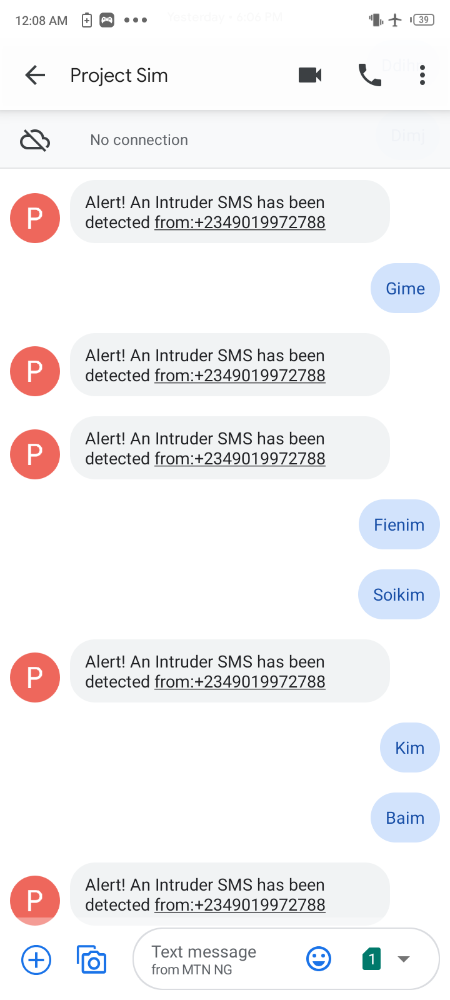 12:08 AM
Yesterday • 6:06 PM
39
Project Sim
No connection
Dimj
Alert! An Intruder SMS has been
detected from:+2349019972788
Gime
P
Alert! An Intruder SMS has been
detected from:+2349019972788
P
Alert! An Intruder SMS has been
detected from:+2349019972788
P
Fienim
Soikim
Alert! An Intruder SMS has been
detected from:+2349019972788
P
Kim
Baim
Alert! An Intruder SMS has been
detected from:+2349019972788
P
Text message
from MTN NG
1